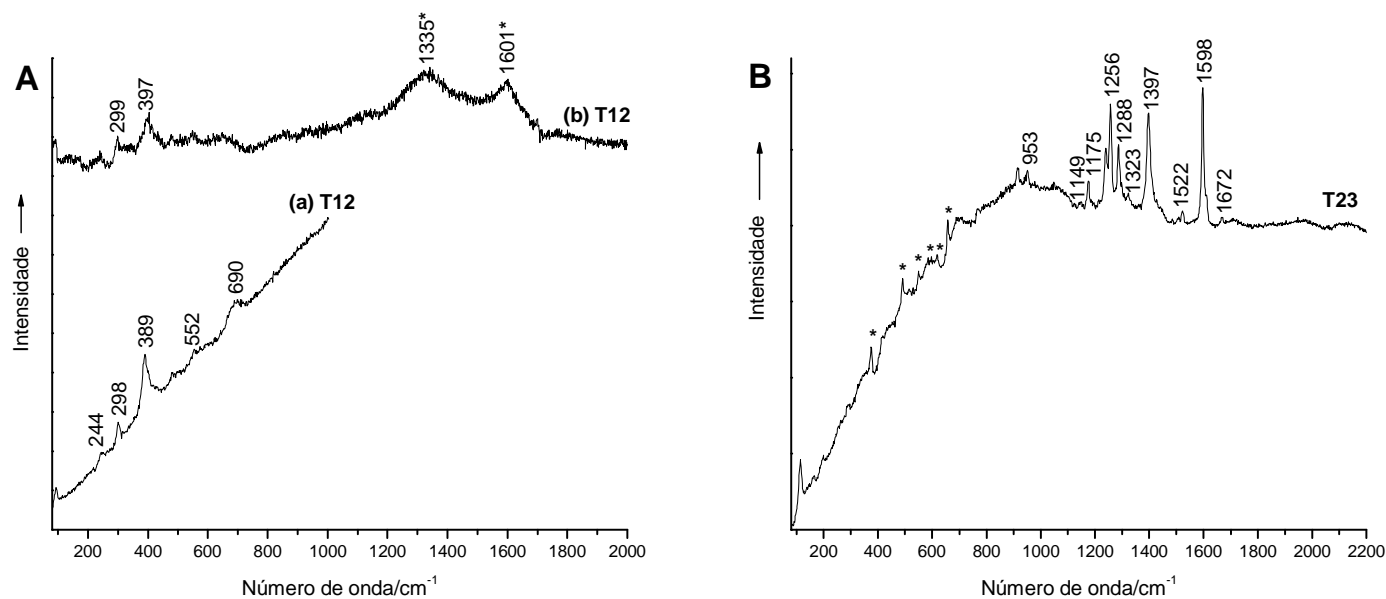 A
1335*
1601*
299
397
(b) T12
(a) T12
244
298
389
552
690
Intensidade
200 400 600 800 1000 1200 1400 1600 1800 2000
Número de onda/cm-1
B
953
1149
1175
1256
1288
1323
1397
1522
1598
1672
T23
* * * * * *
Intensidade
200 400 600 800 1000 1200 1400 1600 1800 2000 2200
Número de onda/cm-1